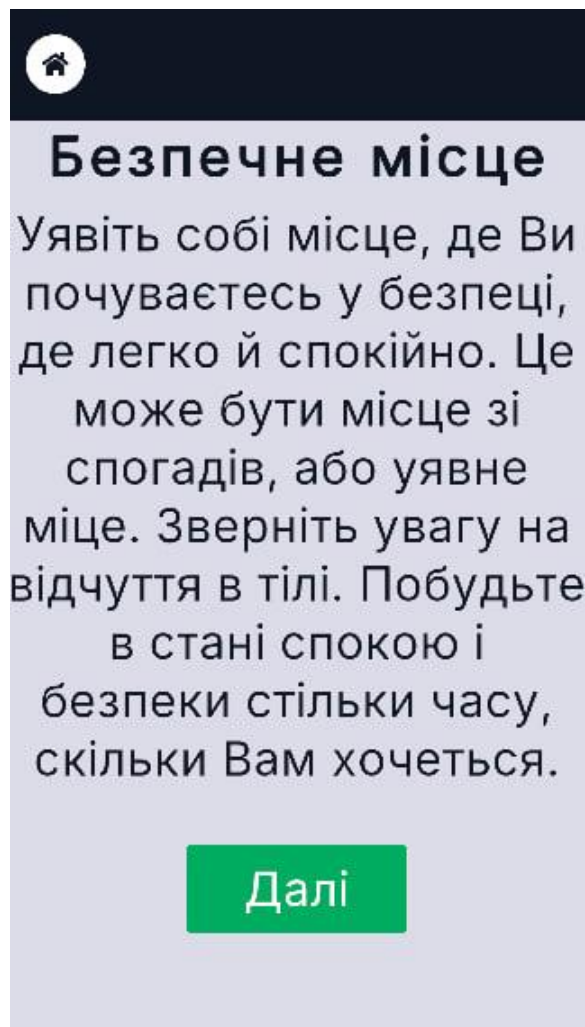 Безпечне місце
Уявіть собі місце, де Ви
почуваєтесь у безпеці,
де легко й спокійно. Це
може бути місце зі
спогадів, або уявне
міце. Зверніть увагу на
відчуття в тілі. Побудьте
в стані спокою і
безпеки стільки часу,
скільки Вам хочеться.
Далі